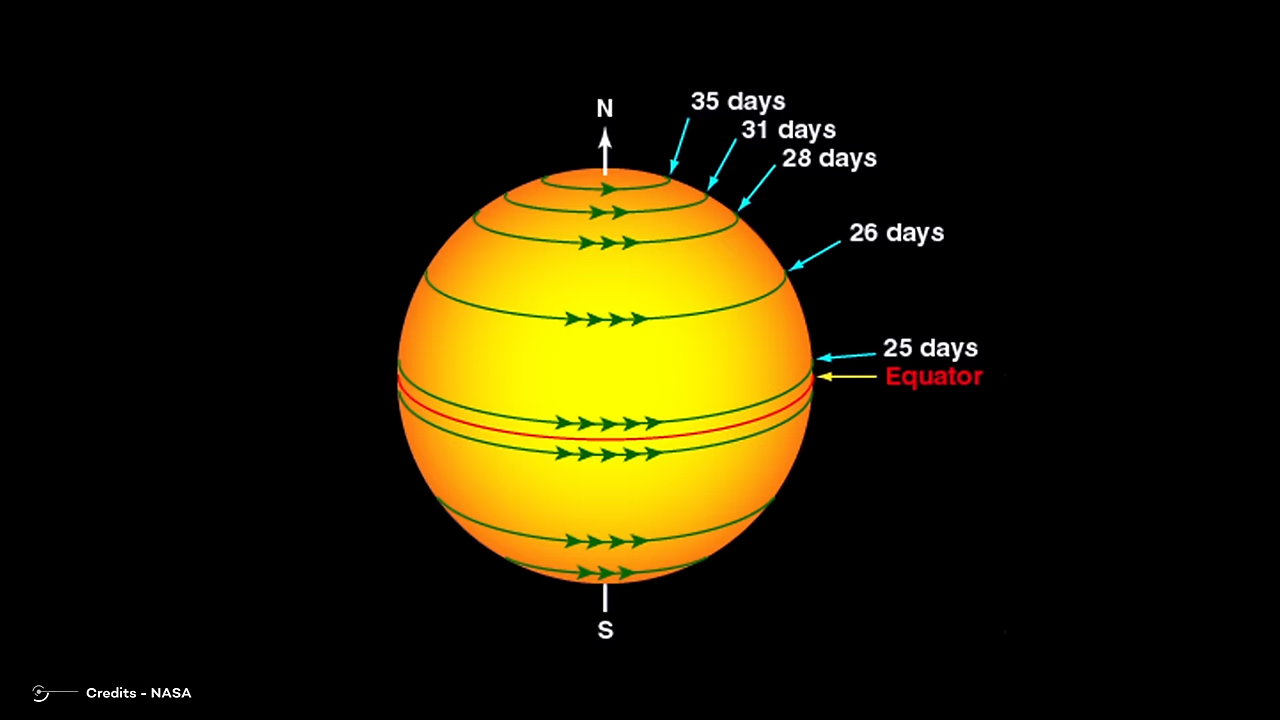 N
35 days
31 days
28 days
26 days
25 days
Equator
S
Credits - NASA